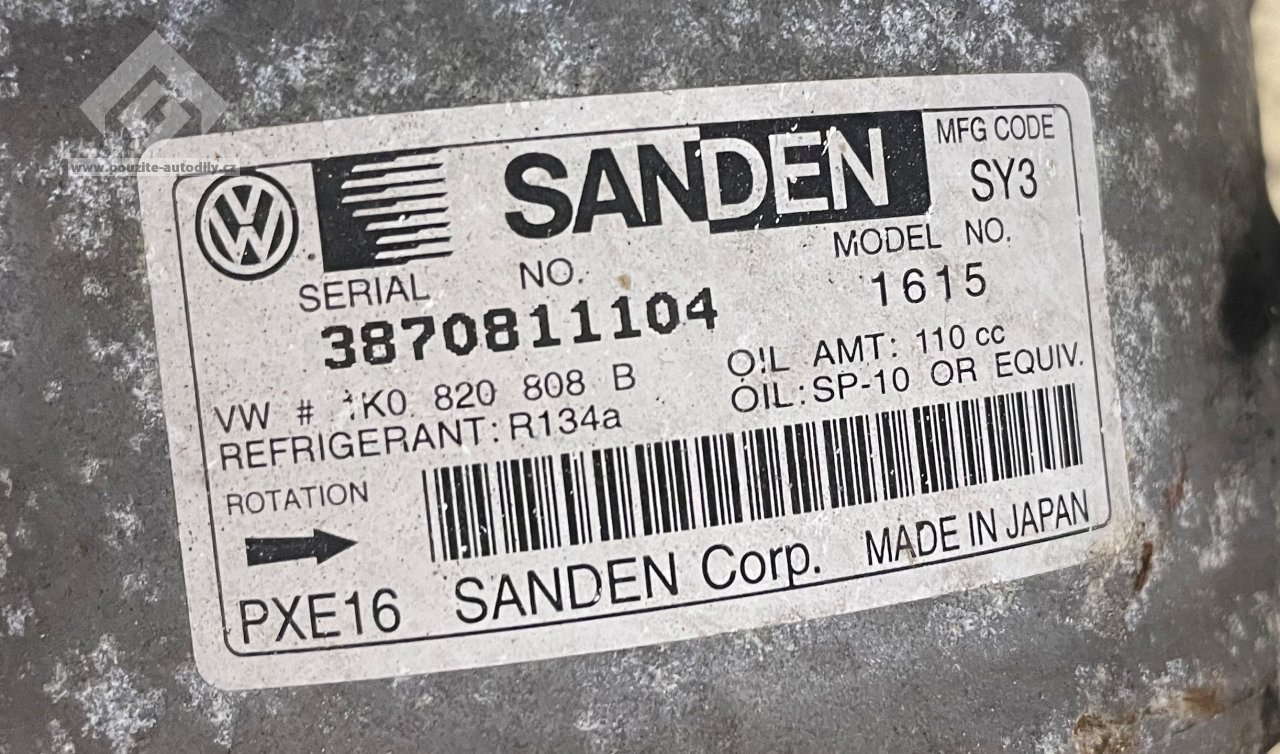 www.pouzite-autodily.cz
VW
SANDEN
MFG CODE
SY3
SERIAL NO.
3870811104
MODEL NO.
1615
VW # 1K0 820 808 B
OIL AMT: 110 cc
REFRIGERANT: R134a
OIL: SP-10 OR EQUIV.
ROTATION
PXE16
SANDEN Corp.
MADE IN JAPAN